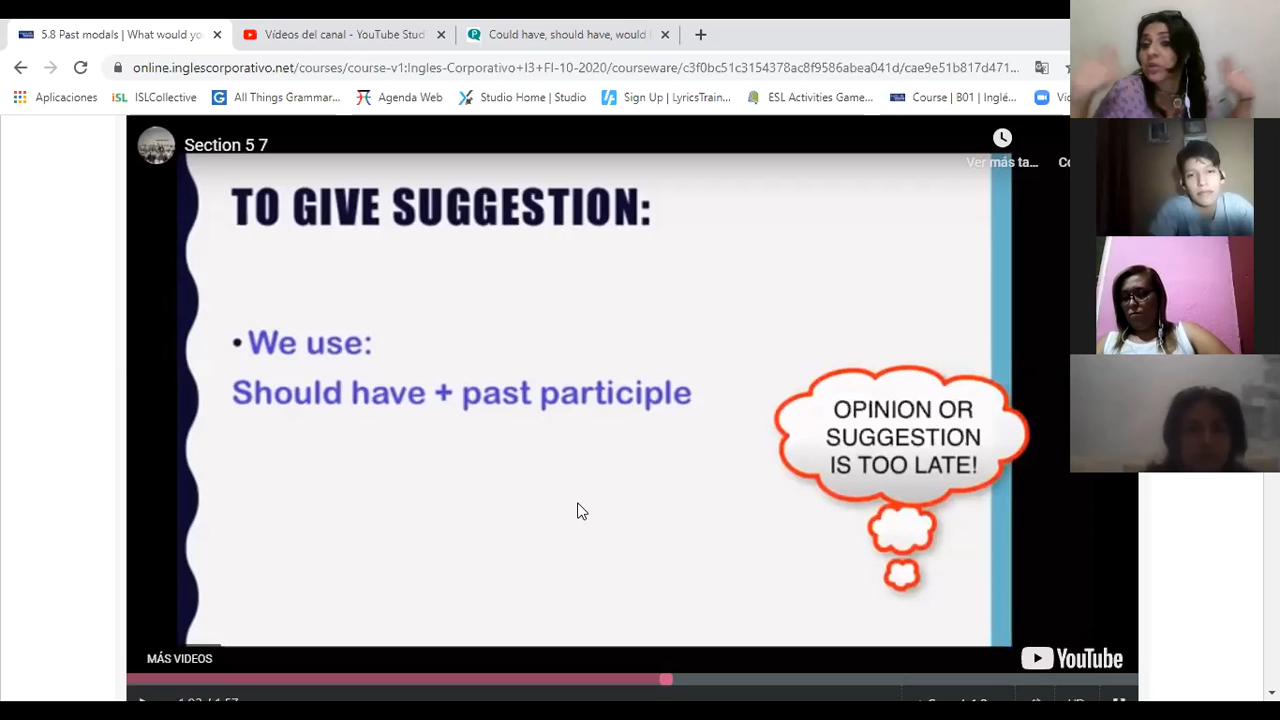 5.8 Past modals | What would yo
Vídeos del canal - YouTube Stud
Could have, should have, would
online.inglescorporativo.net/courses/course-v1:Ingles-Corporativo+I3+FI-10-2020/courseware/c3f0bc51c3154378ac8f9586abea041d/cae9e51b817d471...
Aplicaciones
iSL ISLCollective
All Things Grammar...
Agenda Web
Studio Home | Studio
Sign Up | LyricsTrain...
ESL Activities Game...
Course | B01 | Inglé...
Section 5 7
Ver más ta...
TO GIVE SUGGESTION:
• We use:
Should have + past participle
OPINION OR
SUGGESTION
IS TOO LATE!
MÁS VIDEOS
YouTube